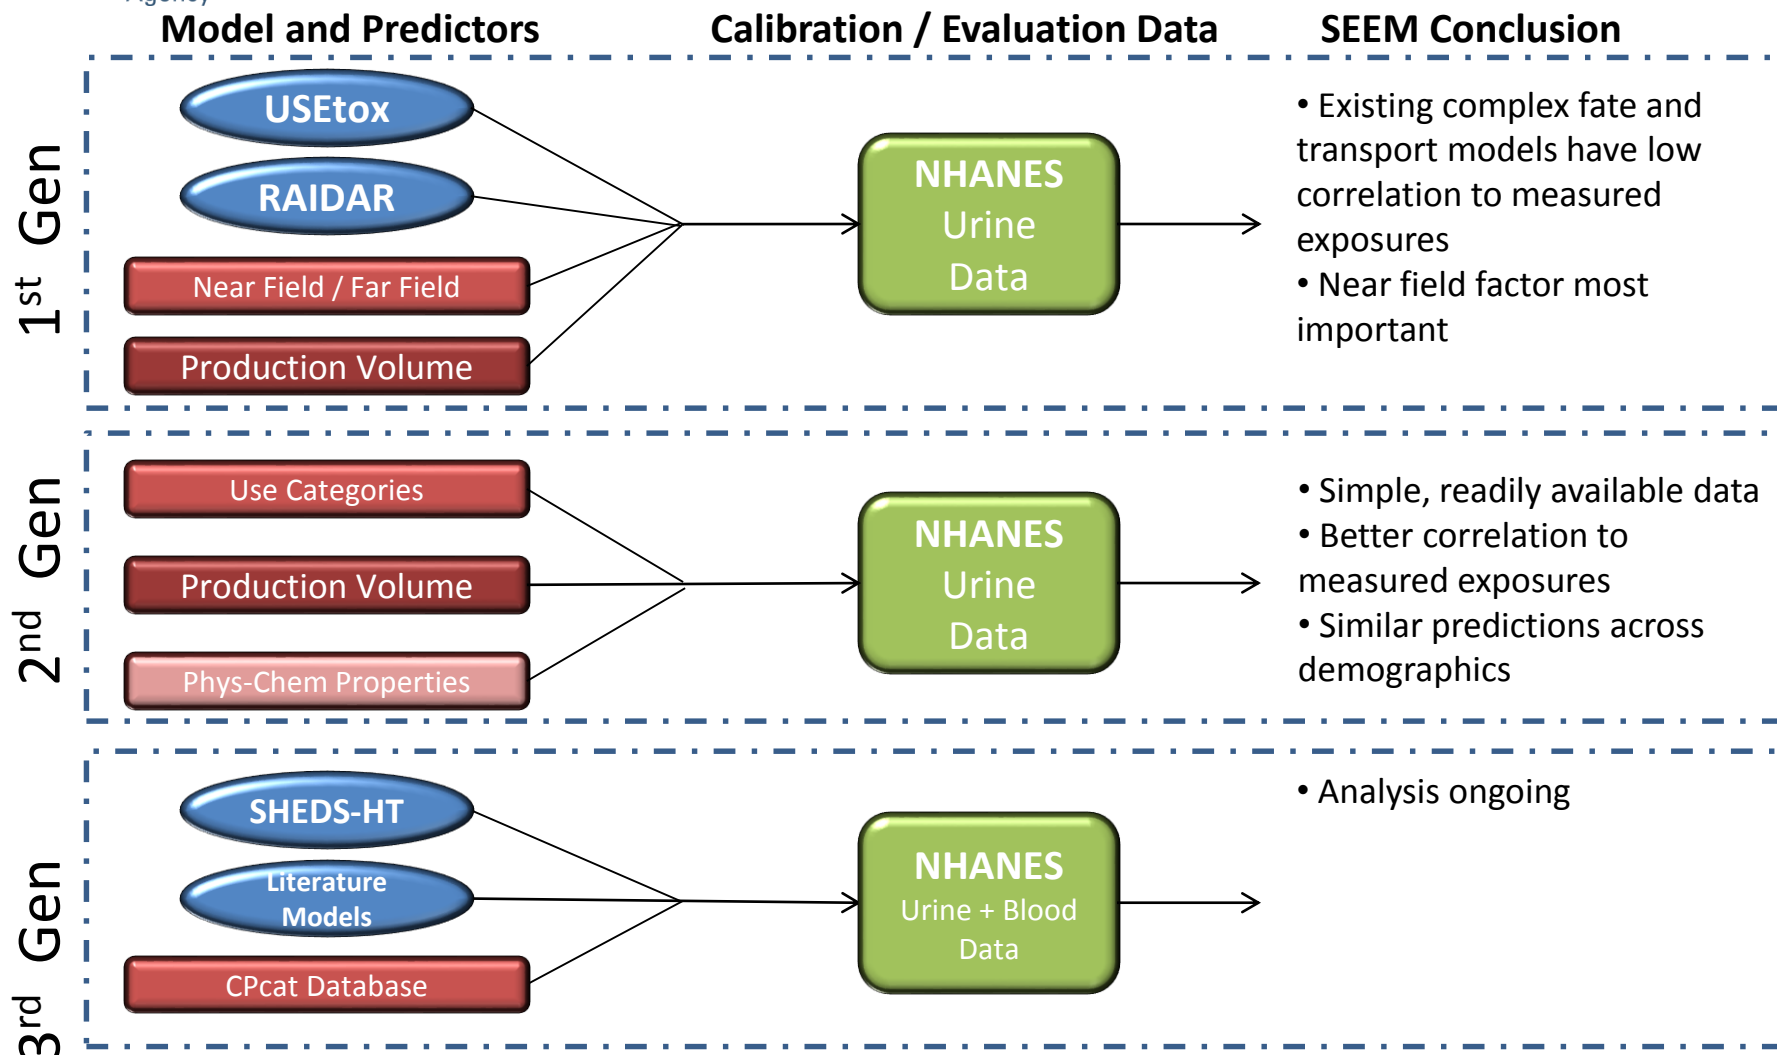 Agency
Model and Predictors
Calibration / Evaluation Data
SEEM Conclusion
1st Gen
USEtox
RAIDAR
Near Field / Far Field
Production Volume
NHANES
Urine
Data
• Existing complex fate and
transport models have low
correlation to measured
exposures
• Near field factor most
important
2nd Gen
Use Categories
Production Volume
Phys-Chem Properties
NHANES
Urine
Data
• Simple, readily available data
• Better correlation to
measured exposures
• Similar predictions across
demographics
3rd Gen
SHEDS-HT
Literature
Models
CPcat Database
NHANES
Urine + Blood
Data
• Analysis ongoing